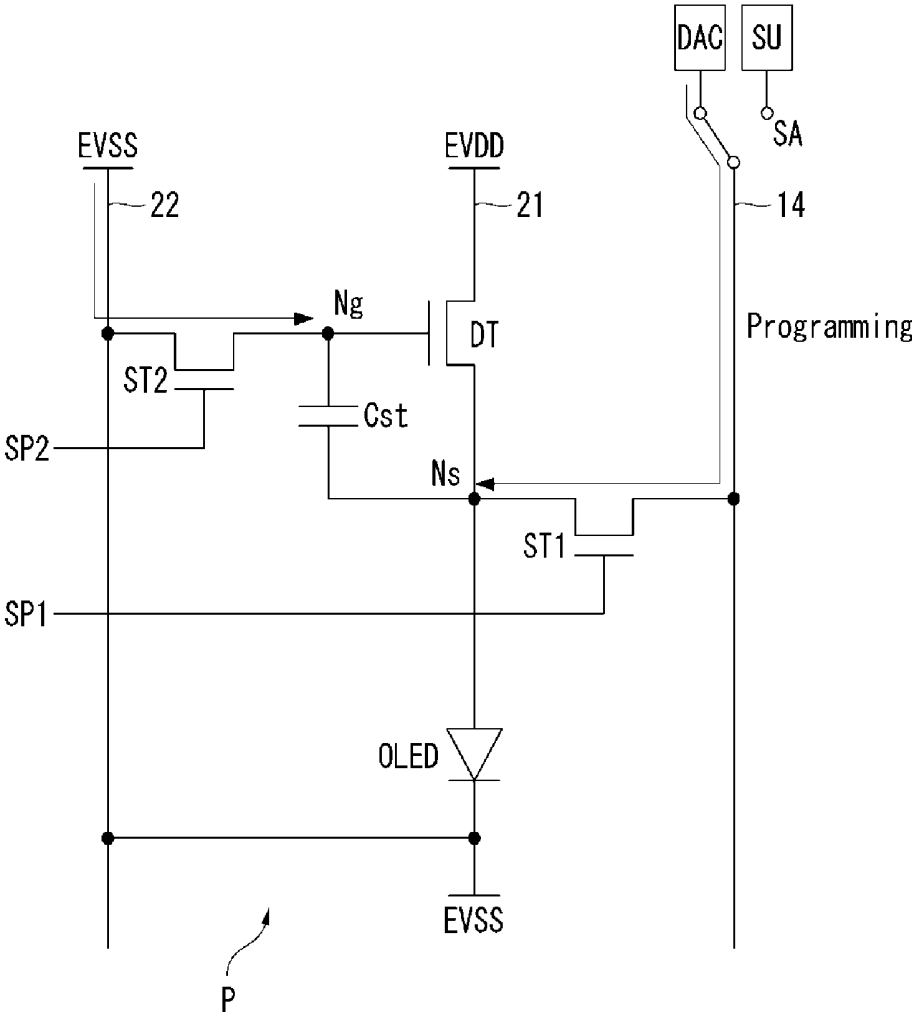 DAC SU
SA
EVSS EVDD
22 21 14
Ng
DT
Programming
ST2
Cst
SP2
Ns
ST1
SP1
OLED
EVSS
P